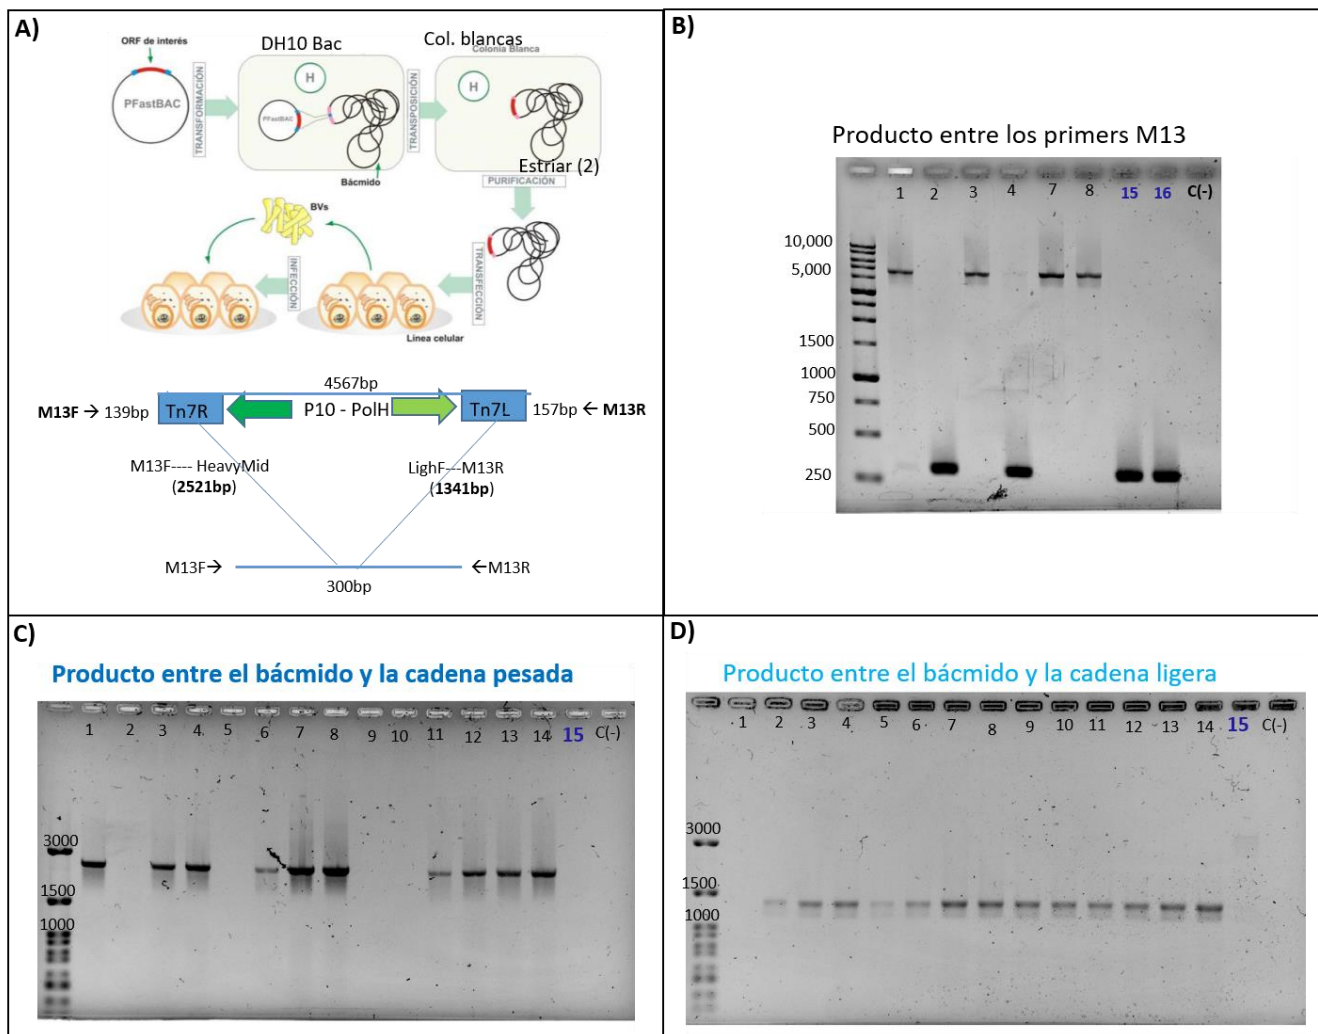 A)
ORF de interés
PFastBAC
TRANSFORMACIÓN
DH10 Bac
H
PFastBAC
Bácmido
TRANSPOSICIÓN
Col. blancas
Colonia Blanca
H
Estriar (2)
PURIFICACIÓN
BVs
INFECCIÓN
TRANSFECCIÓN
Línea celular
4567bp
M13F → 139bp Tn7R P10 - PolH Tn7L 157bp ← M13R
M13F---- HeavyMid LighF---M13R
(2521bp) (1341bp)
M13F→ ←M13R
300bp
B)
Producto entre los primers M13
1 2 3 4 7 8 15 16 C(-)
10,000
5,000
1500
1000
750
500
250
C)
Producto entre el bácmido y la cadena pesada
1 2 3 4 5 6 7 8 9 10 11 12 13 14 15 C(-)
3000
1500
1000
D)
Producto entre el bácmido y la cadena ligera
1 2 3 4 5 6 7 8 9 10 11 12 13 14 15 C(-)
3000
1500
1000